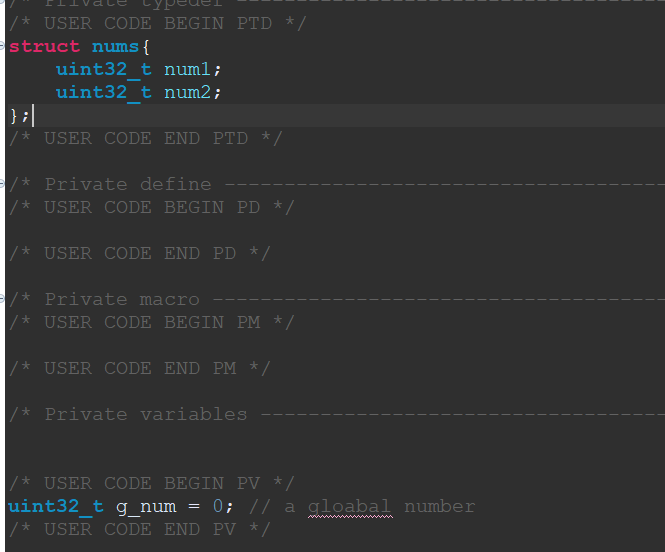 /* Private typedef -----------------------------------
/* USER CODE BEGIN PTD */
struct nums{
    uint32_t num1;
    uint32_t num2;
};
/* USER CODE END PTD */
/* Private define ------------------------------------
/* USER CODE BEGIN PD */
/* USER CODE END PD */
/* Private macro -------------------------------------
/* USER CODE BEGIN PM */
/* USER CODE END PM */
/* Private variables ---------------------------------
/* USER CODE BEGIN PV */
uint32_t g_num = 0; // a gloabal number
/* USER CODE END PV */